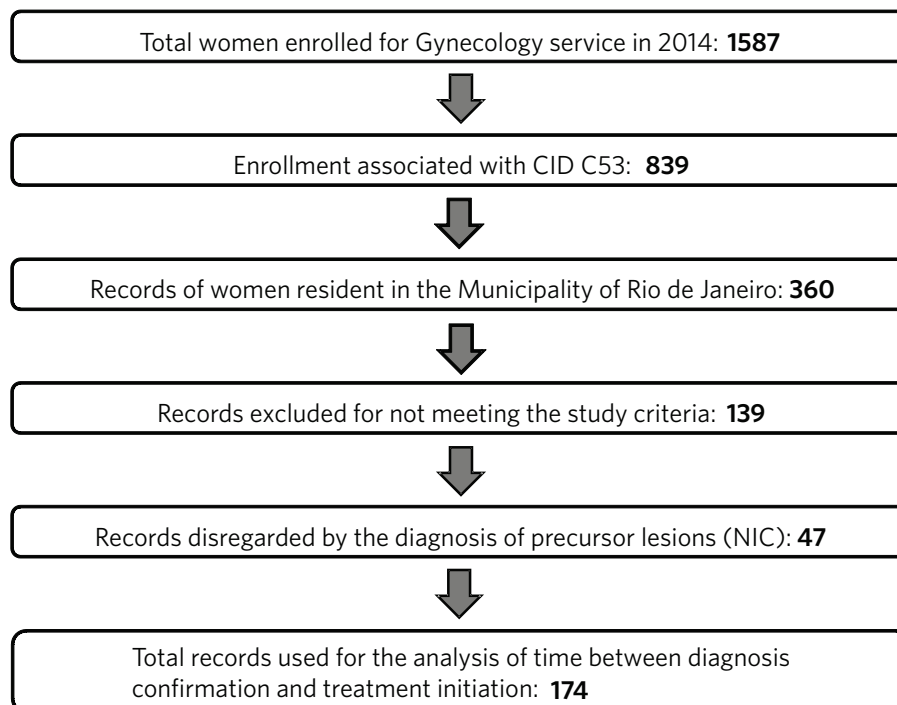 Total women enrolled for Gynecology service in 2014: 1587
Enrollment associated with CID C53: 839
Records of women resident in the Municipality of Rio de Janeiro: 360
Records excluded for not meeting the study criteria: 139
Records disregarded by the diagnosis of precursor lesions (NIC): 47
Total records used for the analysis of time between diagnosis
confirmation and treatment initiation: 174